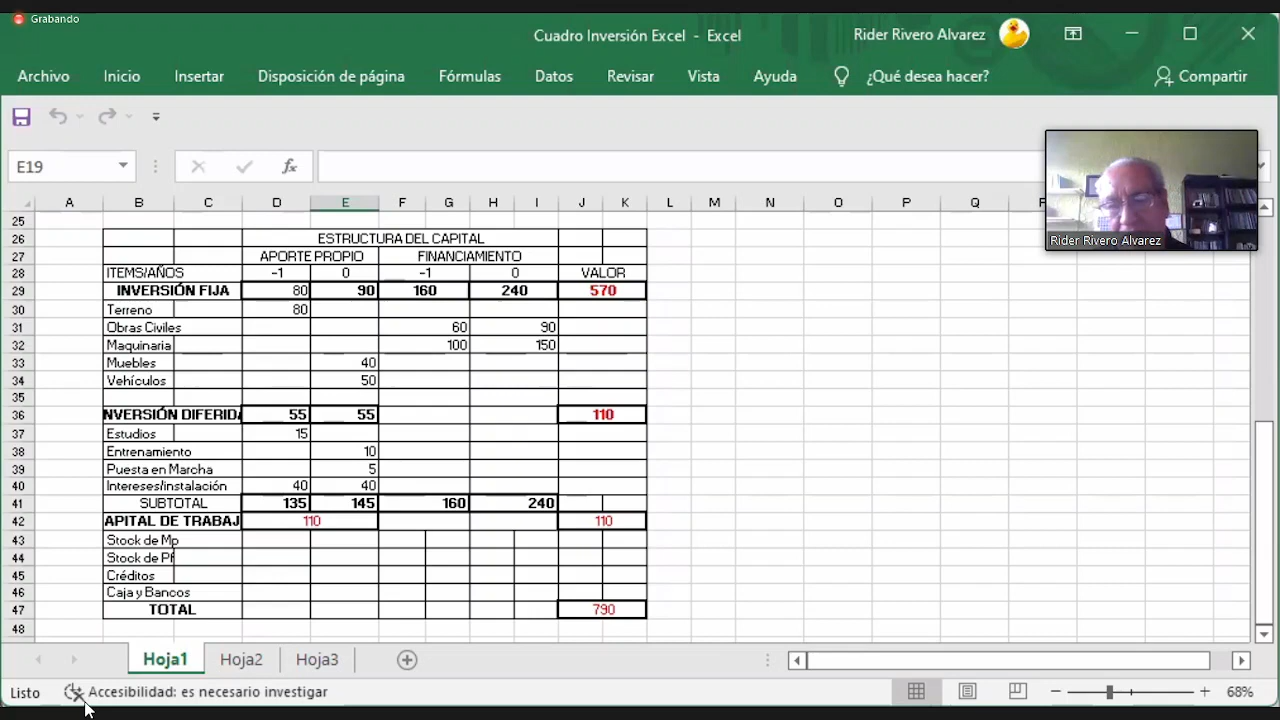 Grabando
Cuadro Inversión Excel - Excel
Rider Rivero Alvarez
Archivo Inicio Insertar Disposición de página Fórmulas Datos Revisar Vista Ayuda ¿Qué desea hacer? Compartir
E19 fx
Rider Rivero Alvarez
A B C D E F G H J K L M N O P Q
25
26 ESTRUCTURA DEL CAPITAL
27 APORTE PROPIO FINANCIAMIENTO
28 ITEMS/AÑOS -1 0 -1 0 VALOR
29 INVERSIÓN FIJA 80 90 160 240 570
30 Terreno 80
31 Obras Civiles 60 90
32 Maquinaria 100 150
33 Muebles 40
34 Vehículos 50
35
36 NVERSIÓN DIFERIDA 55 55 110
37 Estudios 15
38 Entrenamiento 10
39 Puesta en Marcha 5
40 Intereses/instalación 40 40
41 SUBTOTAL 135 145 160 240
42 APITAL DE TRABAJ 110 110
43 Stock de Mp
44 Stock de Pf
45 Créditos
46 Caja y Bancos
47 TOTAL 790
48
Hoja1 Hoja2 Hoja3
Listo Accesibilidad: es necesario investigar 68%